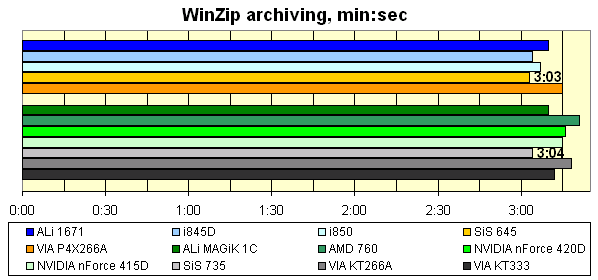 WinZip archiving, min:sec
3:03
3:04
0:00 0:30 1:00 1:30 2:00 2:30 3:00
ALi 1671 i845D i850 SiS 645
VIA P4X266A ALi MAGiK 1C AMD 760 NVIDIA nForce 420D
NVIDIA nForce 415D SiS 735 VIA KT266A VIA KT333